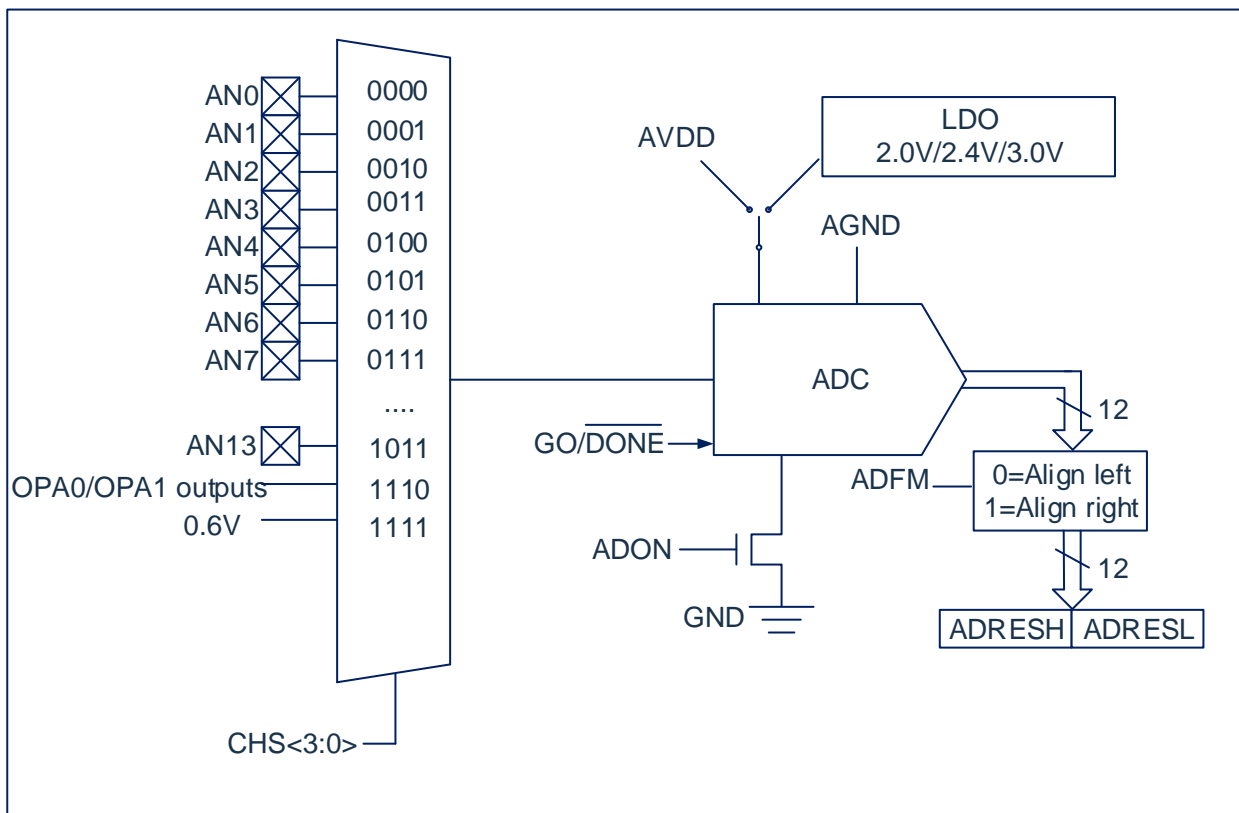 AN0
0000
AN1
0001
AN2
0010
AN3
0011
AN4
0100
AN5
0101
AN6
0110
AN7
0111
....
AN13
1011
OPA0/OPA1 outputs
1110
0.6V
1111
CHS<3:0>
AVDD
LDO
2.0V/2.4V/3.0V
AGND
ADC
GO/DONE
12
ADFM
0=Align left
1=Align right
ADON
12
GND
ADRESH
ADRESL